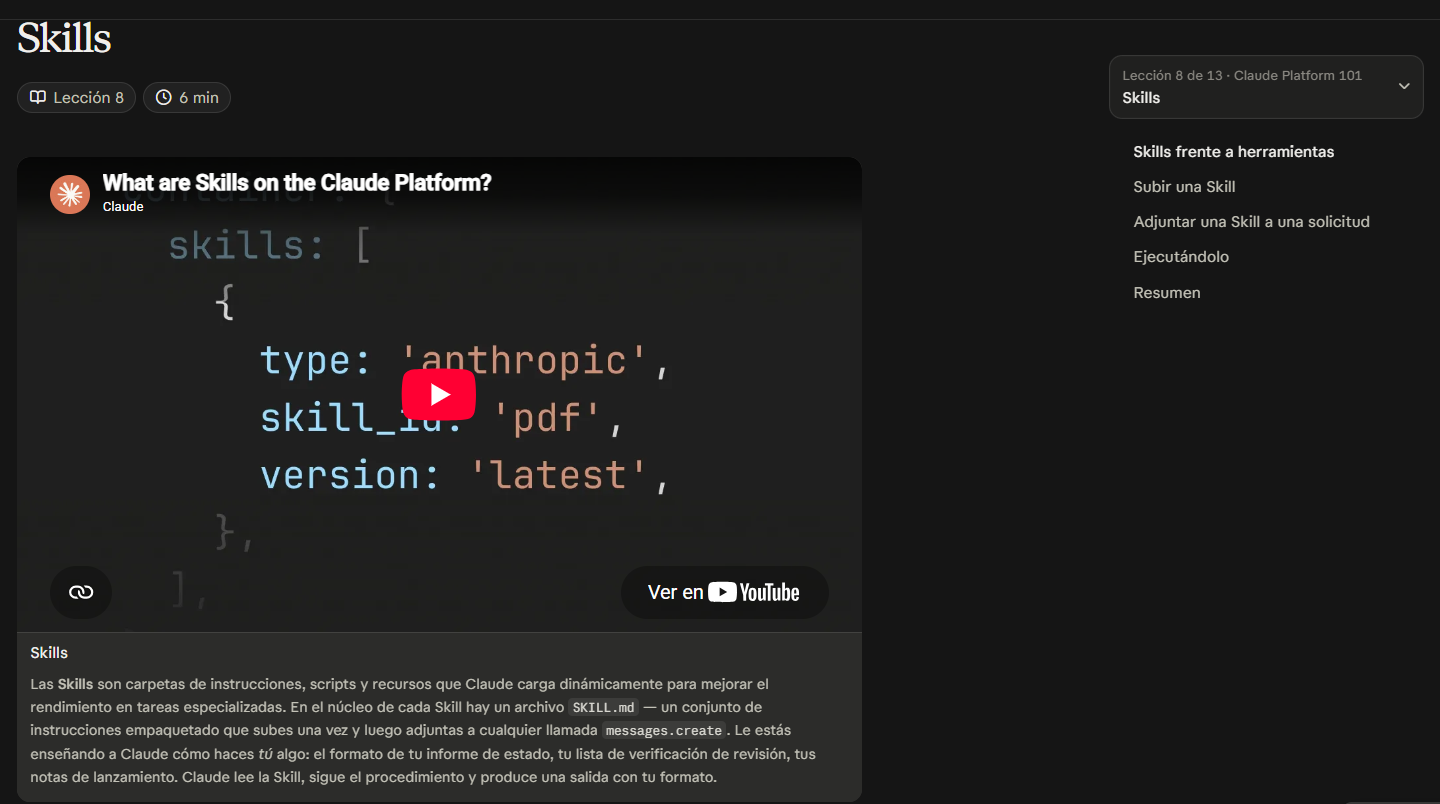 Skills
Lección 8
6 min
Lección 8 de 13 · Claude Platform 101
Skills
Skills frente a herramientas
Subir una Skill
Adjuntar una Skill a una solicitud
Ejecutándolo
Resumen
What are Skills on the Claude Platform?
Claude
skills: [
{
type: 'anthropic',
skill_id: 'pdf',
version: 'latest',
},
],
Ver en YouTube
Skills
Las Skills son carpetas de instrucciones, scripts y recursos que Claude carga dinámicamente para mejorar el
rendimiento en tareas especializadas. En el núcleo de cada Skill hay un archivo SKILL.md — un conjunto de
instrucciones empaquetado que subes una vez y luego adjuntas a cualquier llamada messages.create. Le estás
enseñando a Claude cómo haces tú algo: el formato de tu informe de estado, tu lista de verificación de revisión, tus
notas de lanzamiento. Claude lee la Skill, sigue el procedimiento y produce una salida con tu formato.